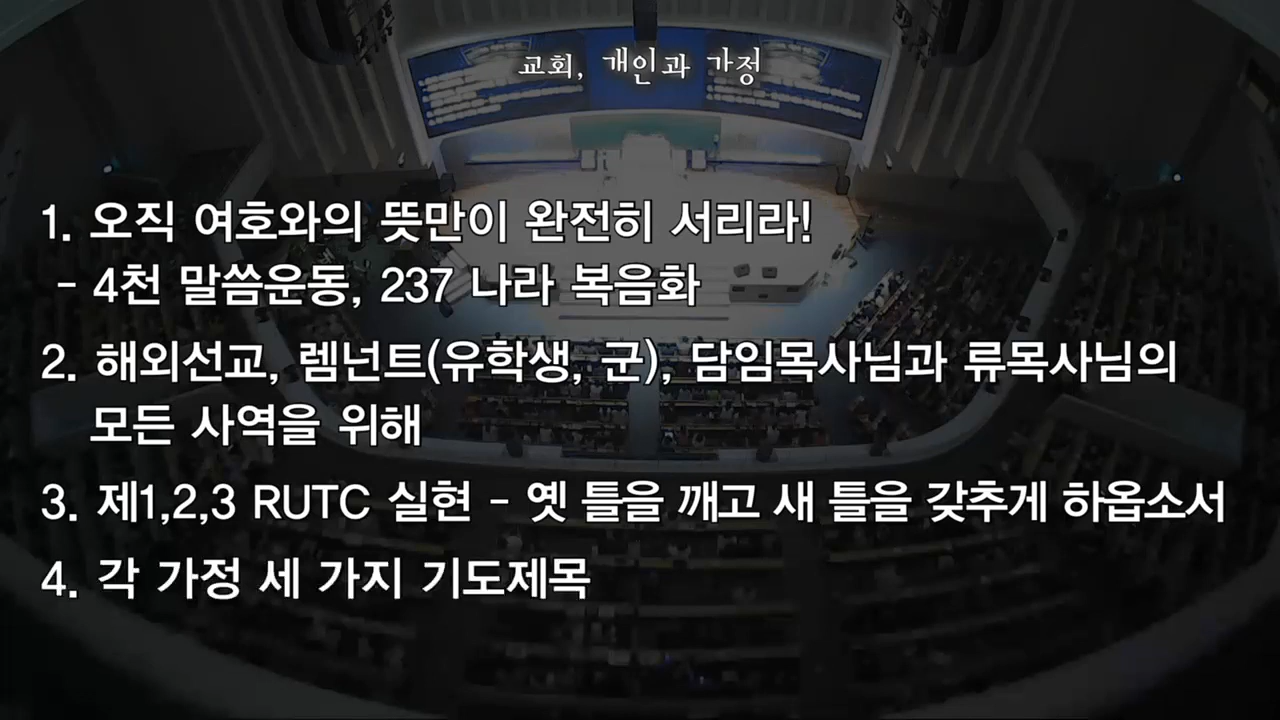 교회, 개인과 가정
1. 오직 여호와의 뜻만이 완전히 서리라!
- 4천 말씀운동, 237 나라 복음화
2. 해외선교, 렘넌트(유학생, 군), 담임목사님과 류목사님의
모든 사역을 위해
3. 제1,2,3 RUTC 실현 - 옛 틀을 깨고 새 틀을 갖추게 하옵소서
4. 각 가정 세 가지 기도제목